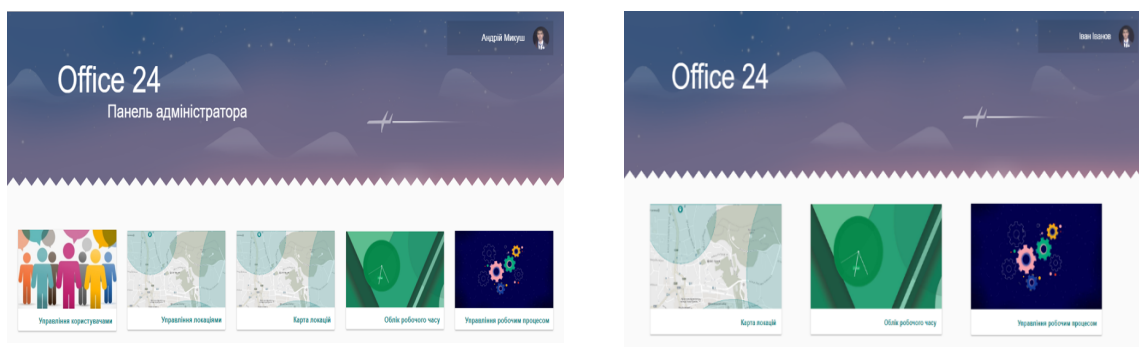 Андрій Микуш
Office 24
Панель адміністратора
Управління користувачами
Управління локаціями
Карта локацій
Облік робочого часу
Управління робочим процесом
Іван Іванов
Office 24
Карта локацій
Облік робочого часу
Управління робочим процесом